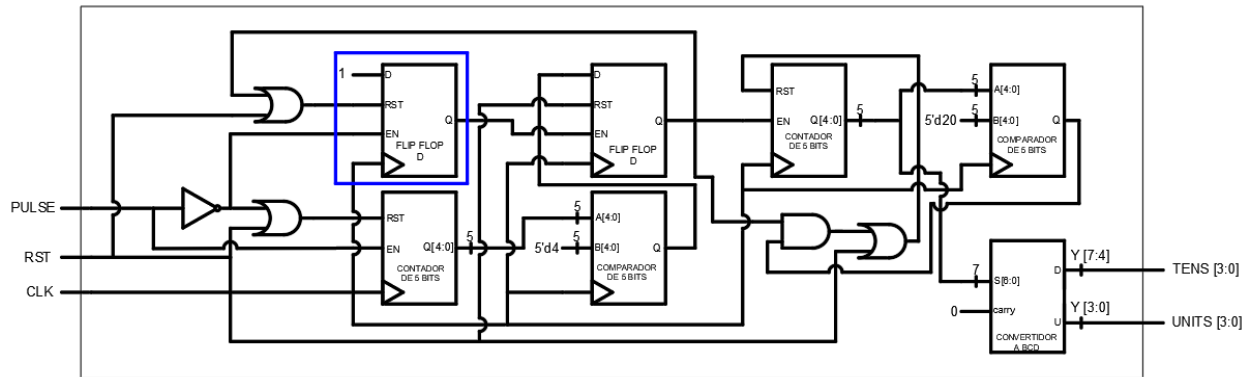 1
D
RST
EN
Q
FLIP FLOP
D
D
RST
EN
Q
FLIP FLOP
D
RST
EN
Q[4:0]
5
CONTADOR
DE 5 BITS
5
A[4:0]
5'd20
5
B[4:0]
Q
COMPARADOR
DE 5 BITS
PULSE
RST
CLK
RST
EN
Q[4:0]
5
CONTADOR
DE 5 BITS
5
A[4:0]
5'd4
5
B[4:0]
Q
COMPARADOR
DE 5 BITS
7
S[6:0]
0
carry
D
U
CONVERTIDOR
A BCD
Y [7:4]
TENS [3:0]
Y [3:0]
UNITS [3:0]